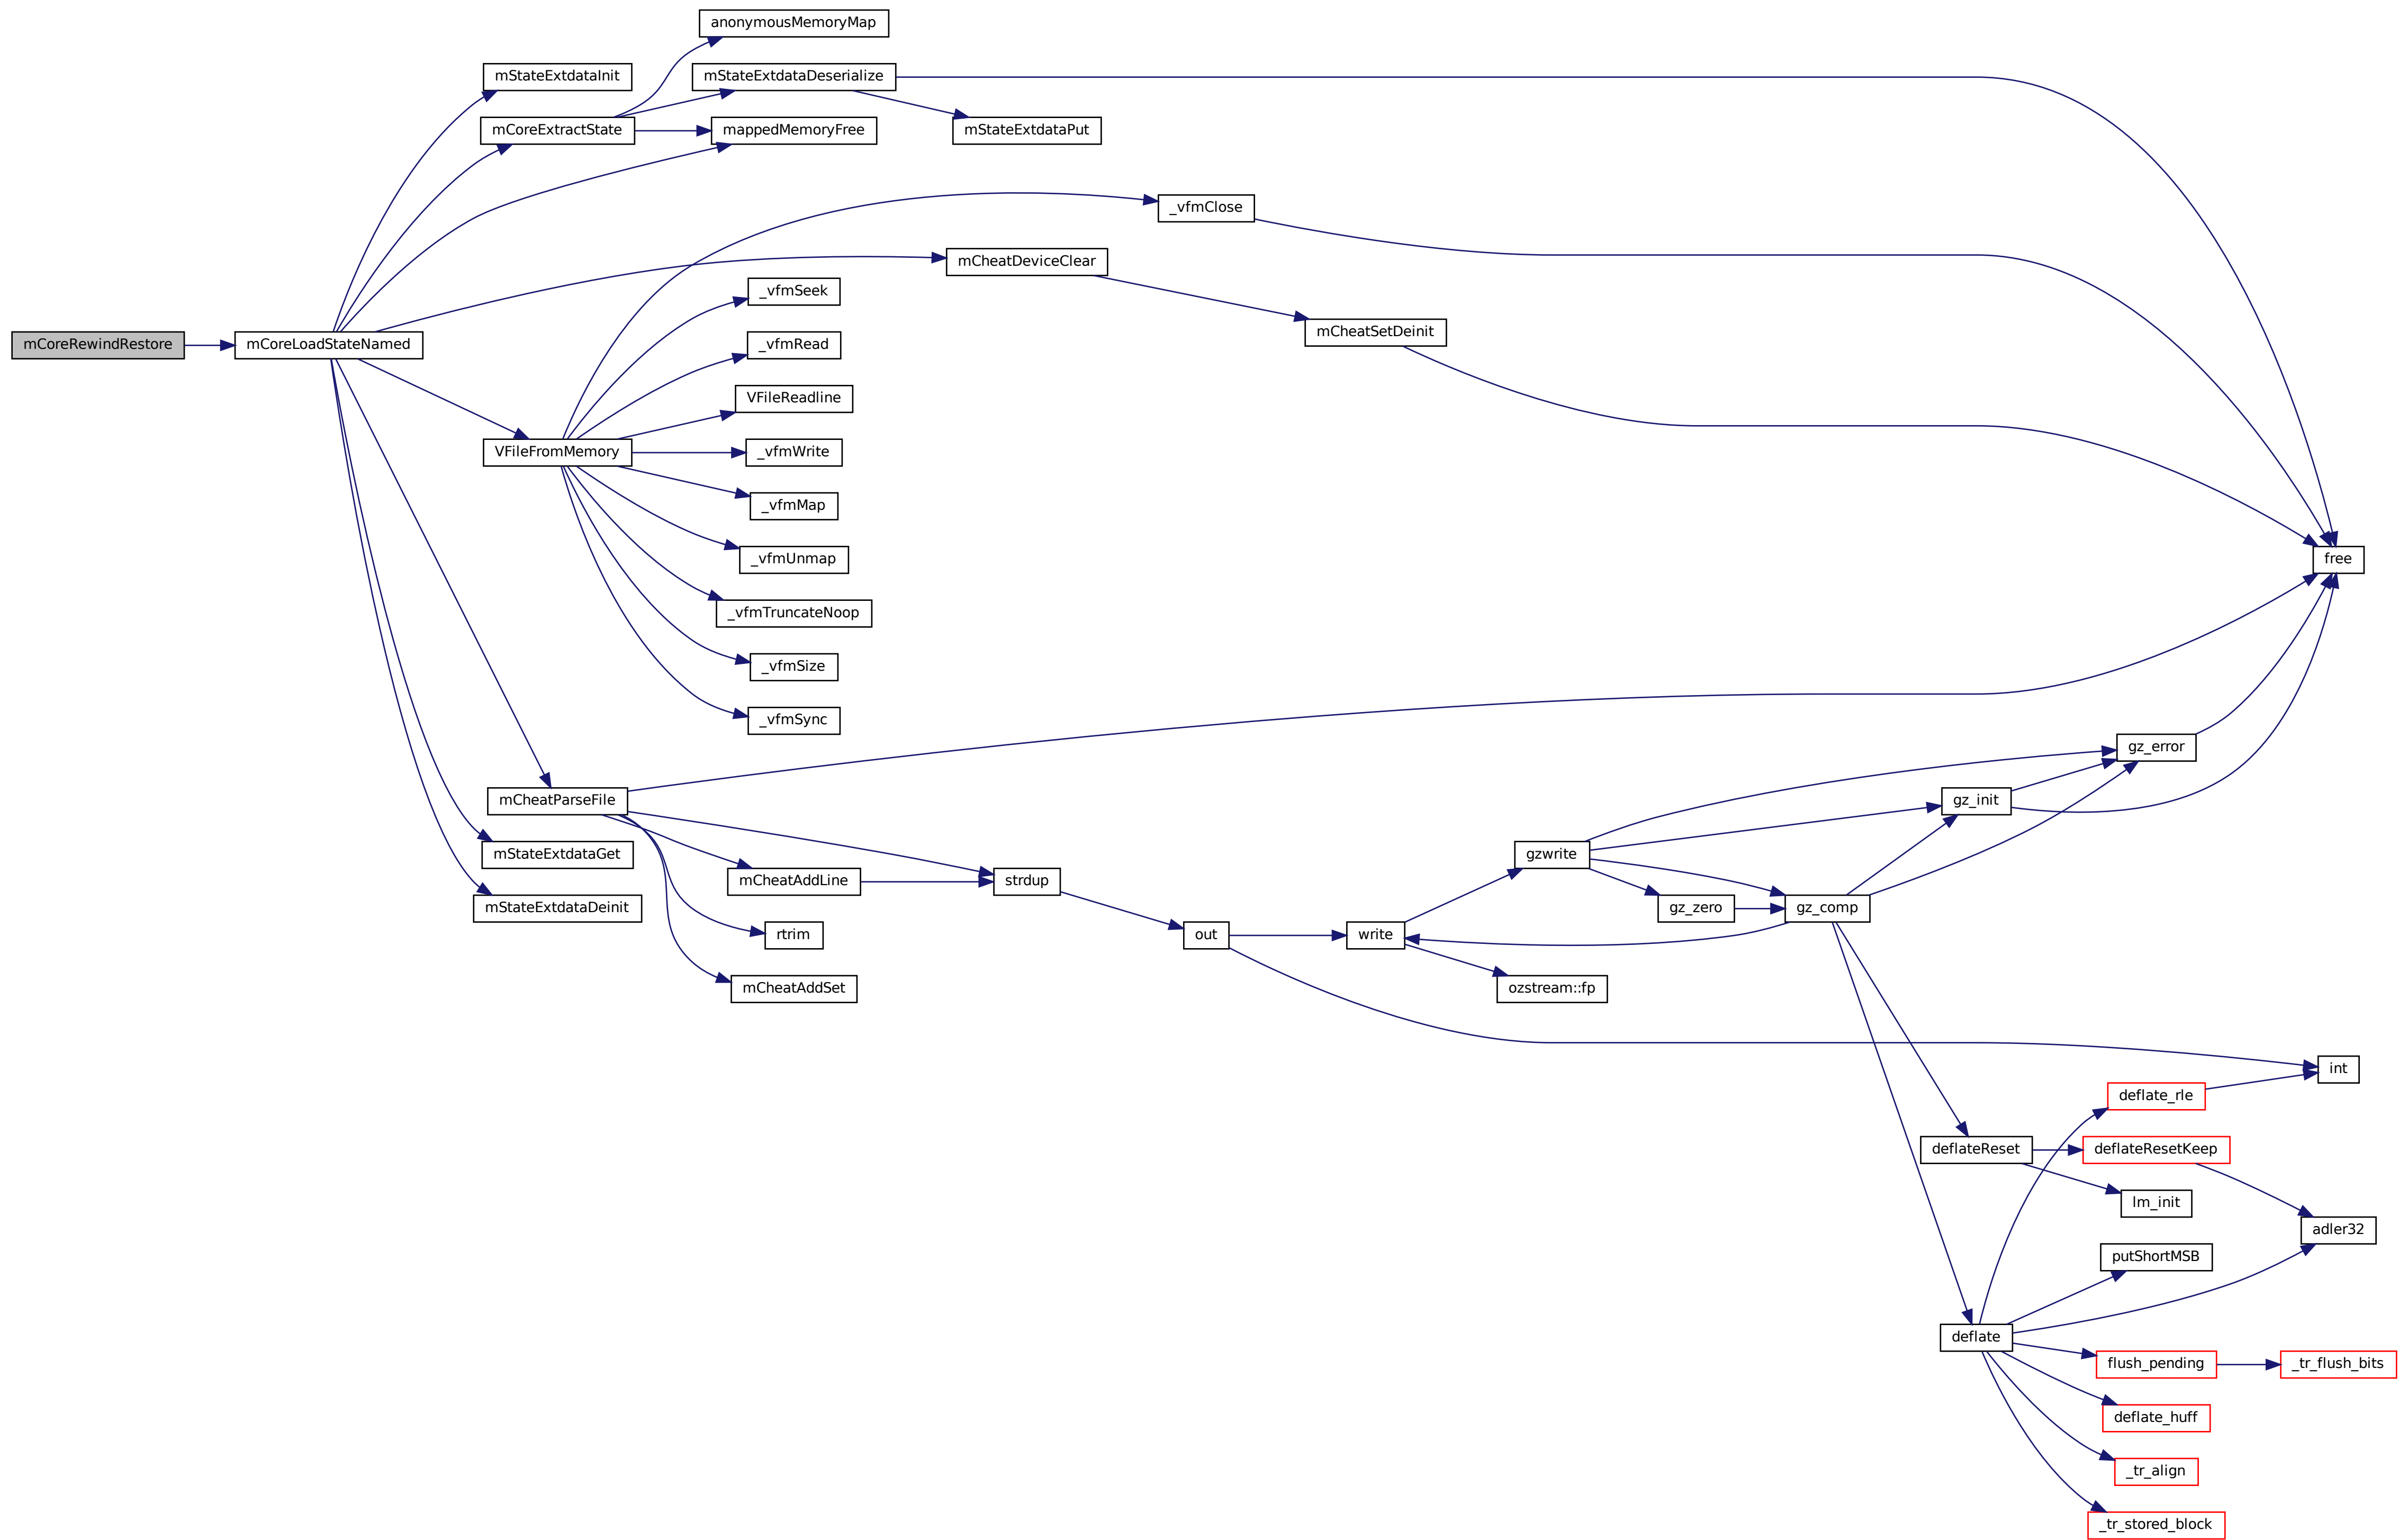 anonymousMemoryMap
mStateExtdataInit
mStateExtdataDeserialize
mCoreExtractState
mappedMemoryFree
mStateExtdataPut
_vfmClose
mCheatDeviceClear
_vfmSeek
mCheatSetDeinit
mCoreRewindRestore
mCoreLoadStateNamed
_vfmRead
VFileReadline
VFileFromMemory
_vfmWrite
_vfmMap
_vfmUnmap
free
_vfmTruncateNoop
_vfmSize
_vfmSync
gz_error
mCheatParseFile
gz_init
mStateExtdataGet
gzwrite
mCheatAddLine
strdup
mStateExtdataDeinit
gz_zero
gz_comp
rtrim
out
write
mCheatAddSet
ozstream::fp
int
deflate_rle
deflateReset
deflateResetKeep
lm_init
adler32
putShortMSB
deflate
flush_pending
_tr_flush_bits
deflate_huff
_tr_align
_tr_stored_block